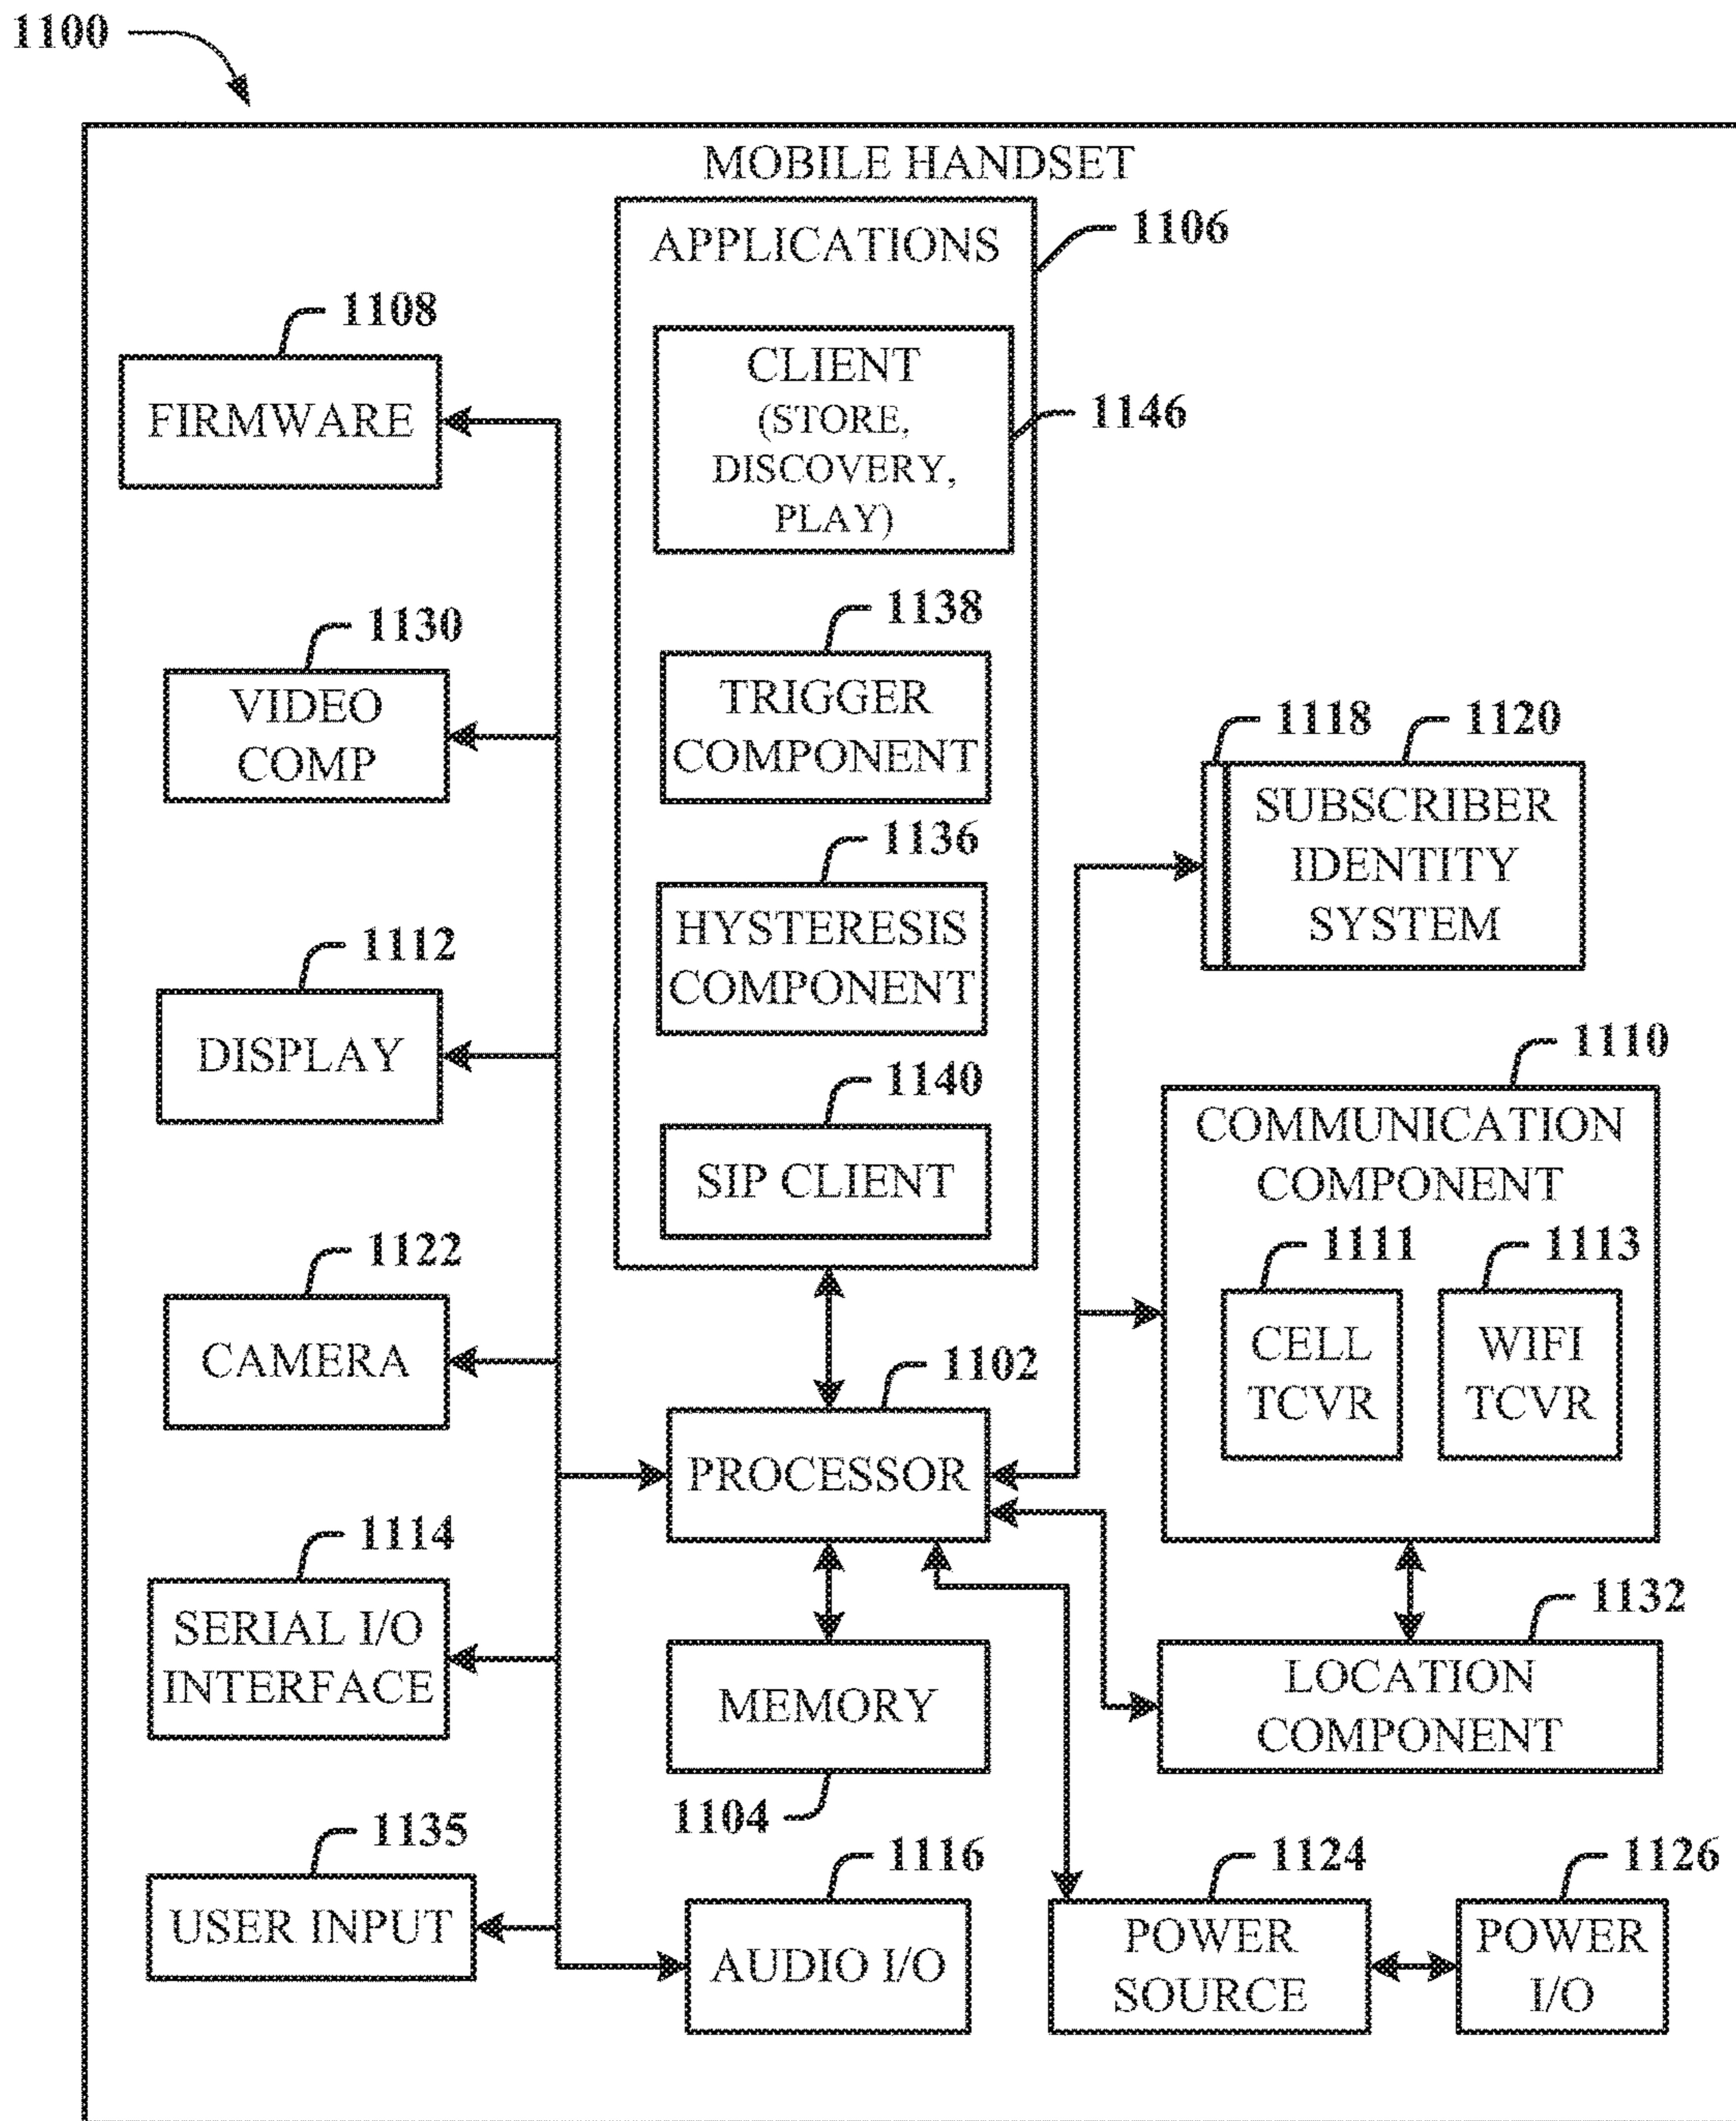 1100
MOBILE HANDSET
APPLICATIONS
1106
CLIENT
(STORE,
DISCOVERY,
PLAY)
1146
1108
FIRMWARE
1138
TRIGGER
COMPONENT
1130
VIDEO
COMP
1136
HYSTERESIS
COMPONENT
1118
1120
SUBSCRIBER
IDENTITY
SYSTEM
1112
DISPLAY
1140
SIP CLIENT
1110
COMMUNICATION
COMPONENT
1111
CELL
TCVR
1113
WIFI
TCVR
1122
CAMERA
1102
PROCESSOR
1114
SERIAL I/O
INTERFACE
MEMORY
1104
1132
LOCATION
COMPONENT
1135
USER INPUT
1116
AUDIO I/O
1124
POWER
SOURCE
1126
POWER
I/O